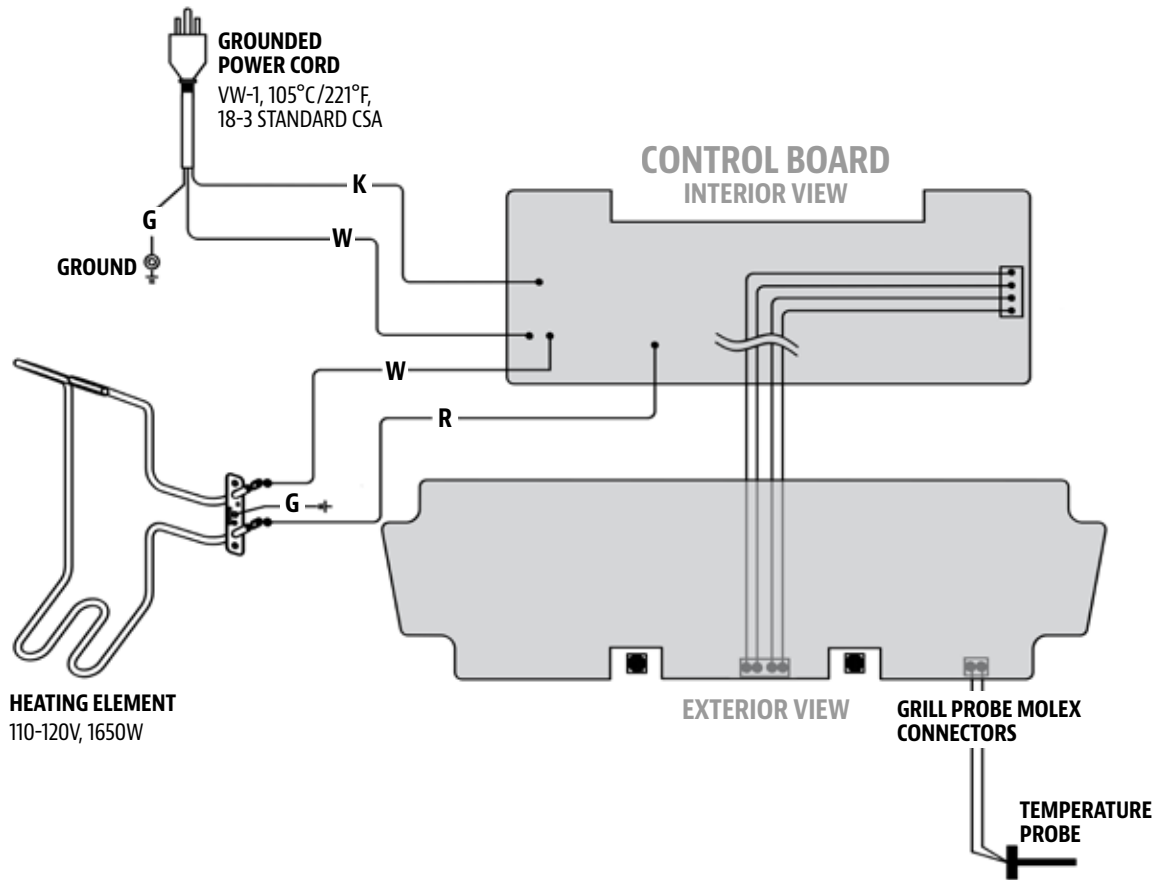 GROUNDED
POWER CORD
VW-1, 105°C/221°F,
18-3 STANDARD CSA
CONTROL BOARD
INTERIOR VIEW
K
G
W
GROUND
W
R
G
HEATING ELEMENT
110-120V, 1650W
EXTERIOR VIEW
GRILL PROBE MOLEX
CONNECTORS
TEMPERATURE
PROBE